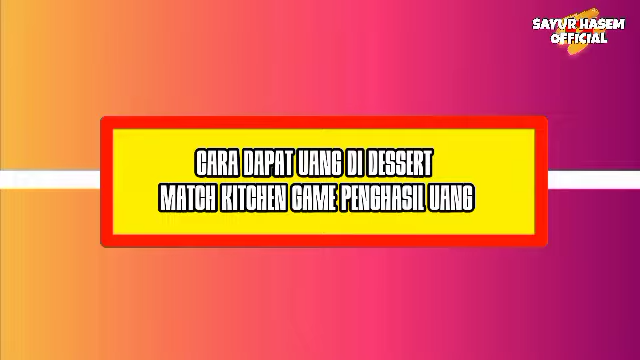 SAYUR HASEM
OFFICIAL
CARA DAPAT UANG DI DESSERT
MATCH KITCHEN GAME PENGHASIL UANG